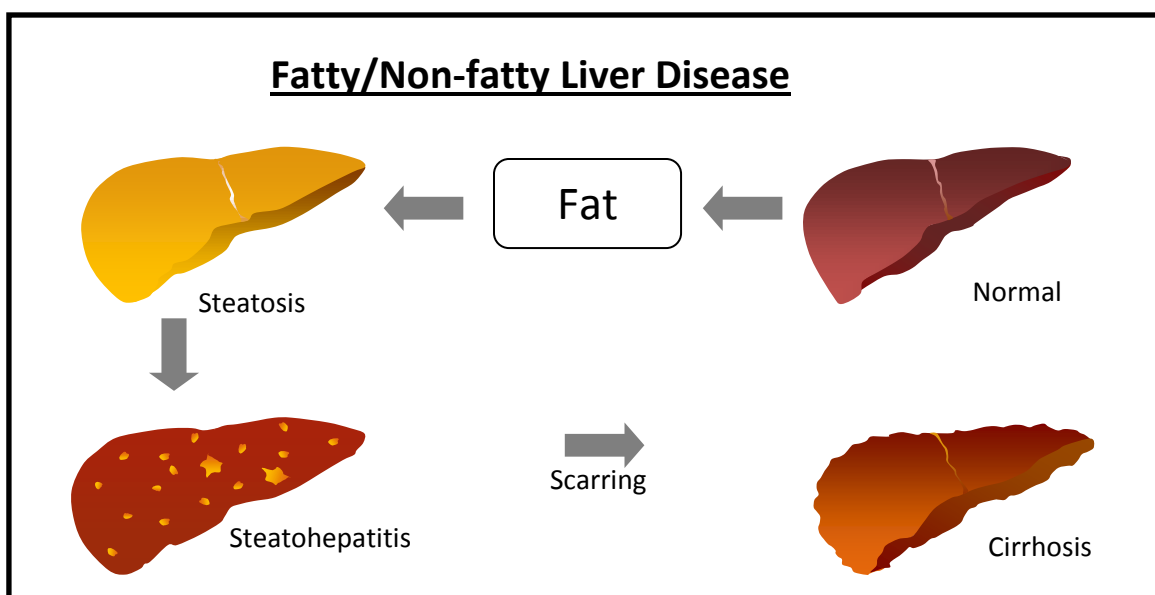 Fatty/Non-fatty Liver Disease
Fat
Steatosis
Normal
Steatohepatitis
Scarring
Cirrhosis